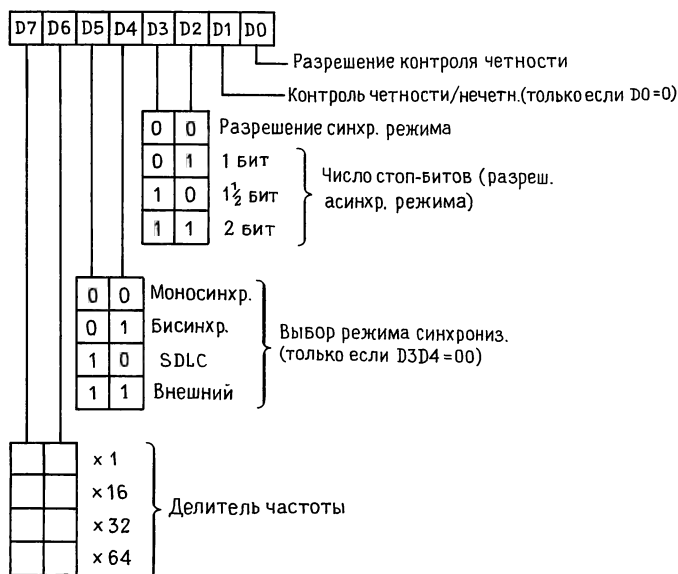 D7 D6 D5 D4 D3 D2 D1 D0
Разрешение контроля четности
Контроль четности/нечетн.(только если D0=0)
0 0 Разрешение синхр. режима
0 1 1 бит
1 0 1½ бит
1 1 2 бит
Число стоп-битов (разреш.
асинхр. режима)
0 0 Моносинхр.
0 1 Бисинхр.
1 0 SDLC
1 1 Внешний
Выбор режима синхрониз.
(только если D3D4=00)
x 1
x 16
x 32
x 64
Делитель частоты